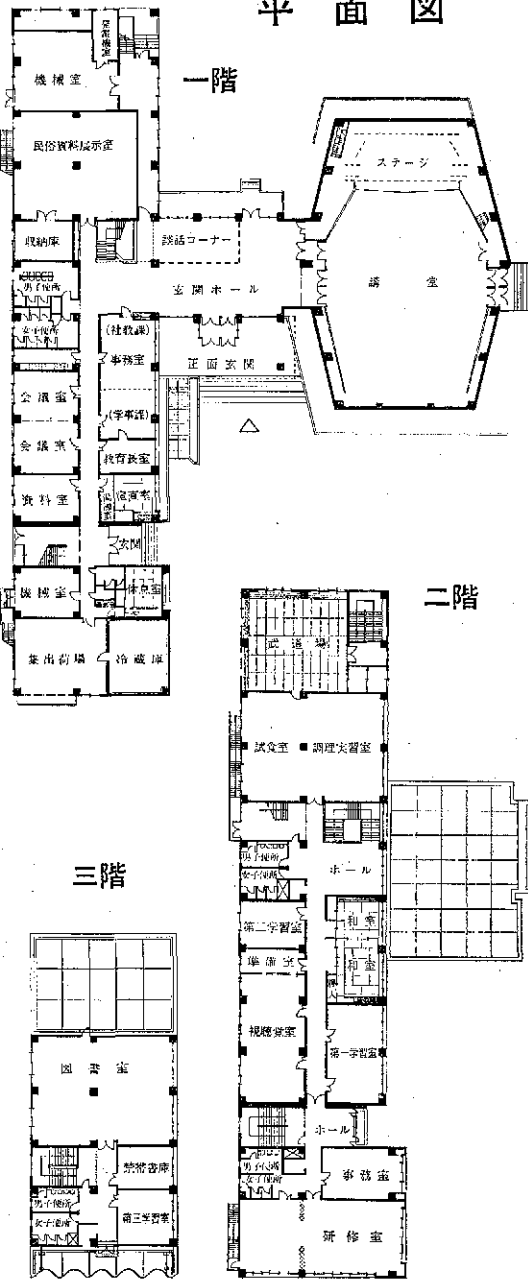 平面図
一階
機械室
民俗資料展示室
ステージ
収納庫
談話コーナー
男子便所
玄関ホール
講堂
女子便所
(社教課)
事務室
正面玄関
会議室
(学事課)
会議室
教育長室
資料室
宿直室
玄関
機械室
休息室
集出荷場
冷蔵庫
二階
武道場
試食室
調理実習室
男子便所
ホール
女子便所
和室
第二学習室
準備室
和室
視聴覚室
第一学習室
ホール
男子便所
女子便所
事務室
研修室
三階
図書室
禁帯書庫
男子便所
第三学習室
女子便所